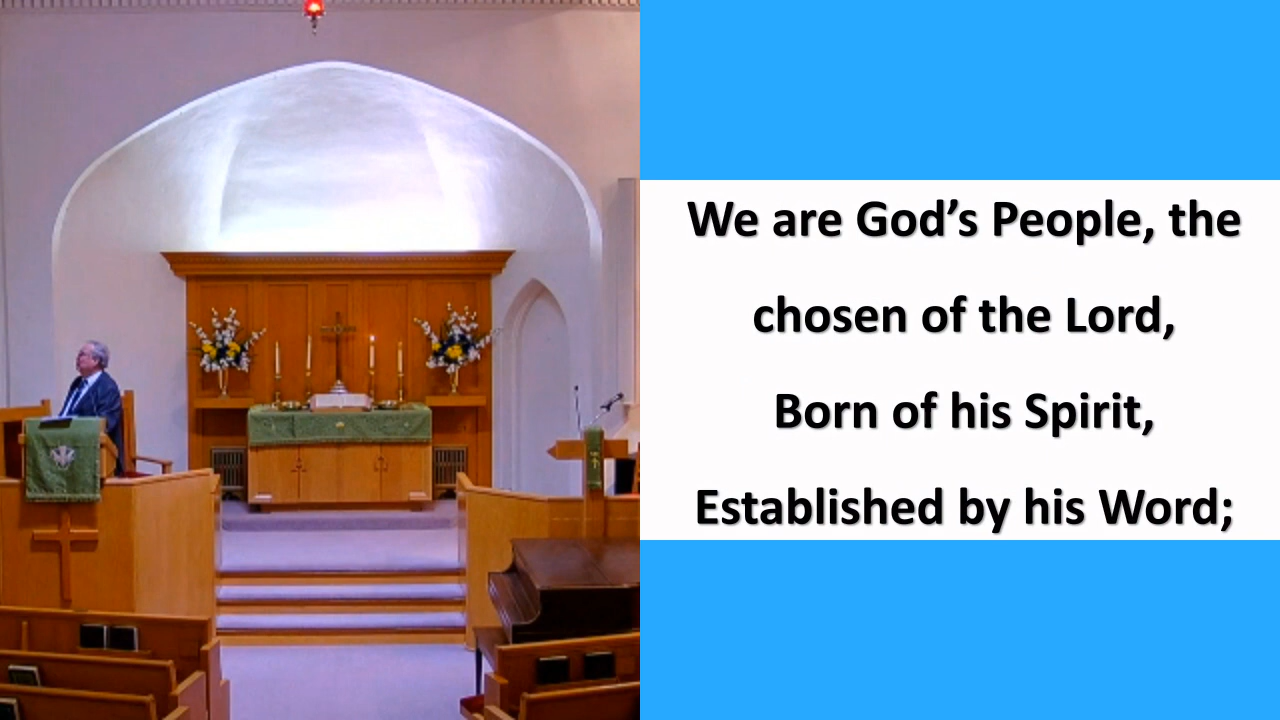 We are God’s People, the
chosen of the Lord,
Born of his Spirit,
Established by his Word;